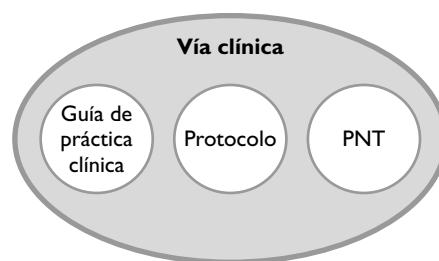 Vía clínica
Guía de
práctica
clínica
Protocolo
PNT